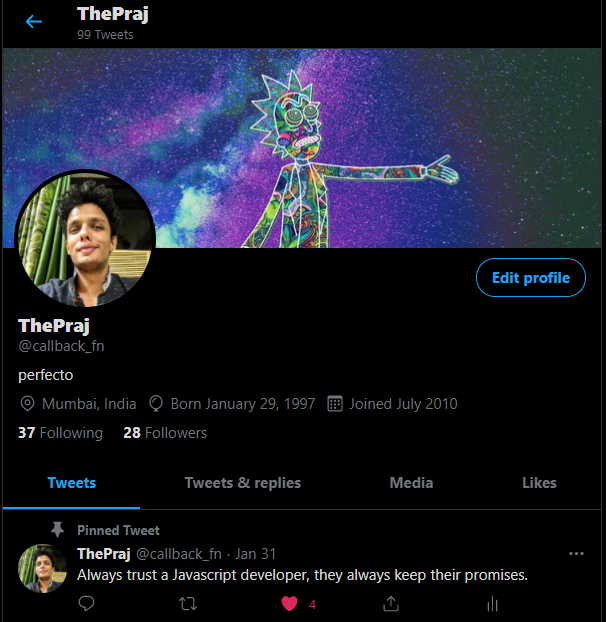 ThePraj
99 Tweets
Edit profile
ThePraj
@callback_fn
perfecto
Mumbai, India Born January 29, 1997 Joined July 2010
37 Following 28 Followers
Tweets Tweets & replies Media Likes
Pinned Tweet
ThePraj @callback_fn · Jan 31
Always trust a Javascript developer, they always keep their promises.
4